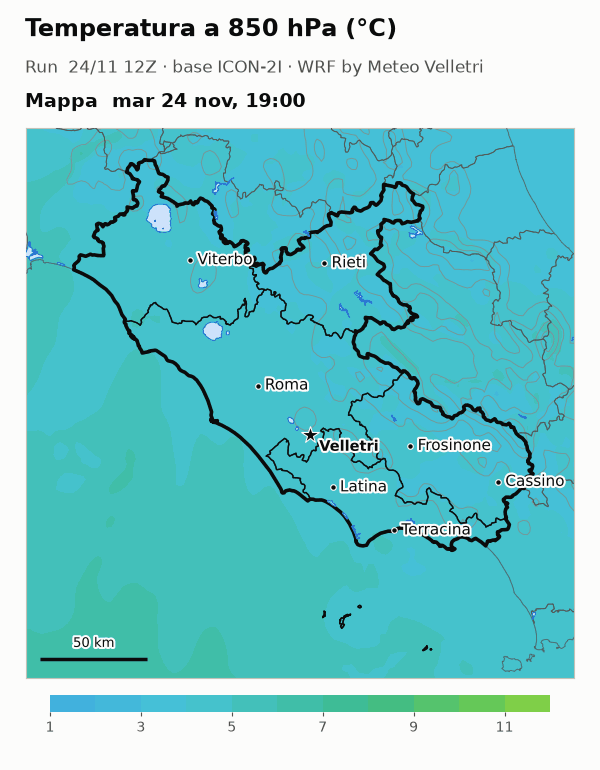 Temperatura a 850 hPa (°C)
Run  24/11 12Z · base ICON-2I · WRF by Meteo Velletri
Mappa  mar 24 nov, 19:00
Viterbo
Rieti
Roma
Velletri
Frosinone
Cassino
Latina
Terracina
50 km
1 3 5 7 9 11